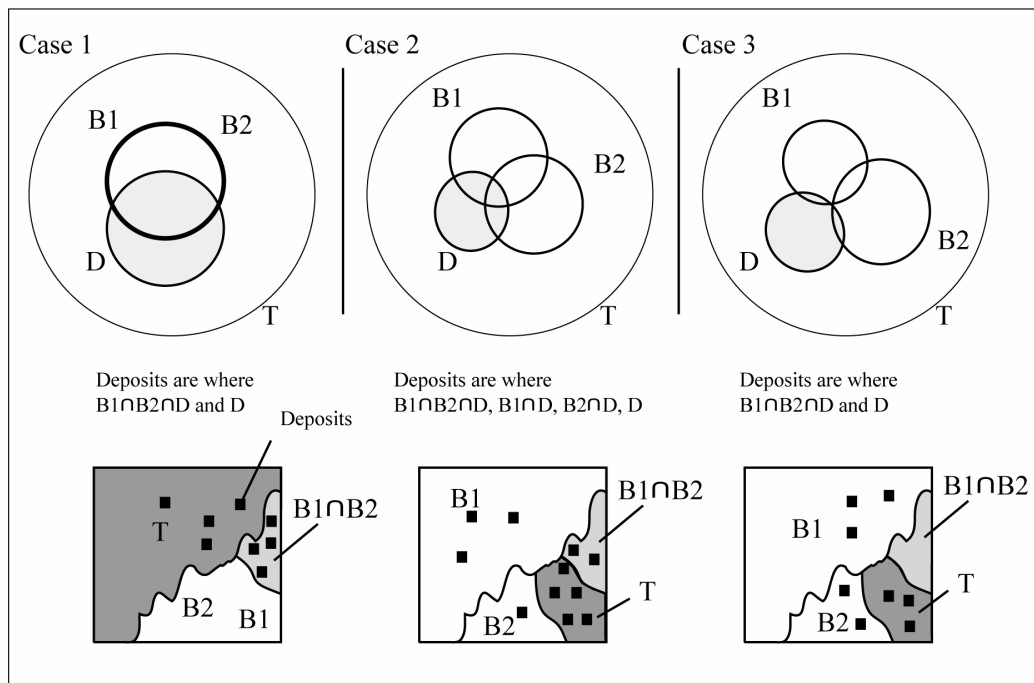 Case 1
Case 2
Case 3
B1
B2
D
T
B1
B2
D
T
B1
B2
D
T
Deposits are where
B1∩B2∩D and D
Deposits are where
B1∩B2∩D, B1∩D, B2∩D, D
Deposits are where
B1∩B2∩D and D
Deposits
T
B1∩B2
B2
B1
B1
B1∩B2
T
B2
B1
B1∩B2
T
B2